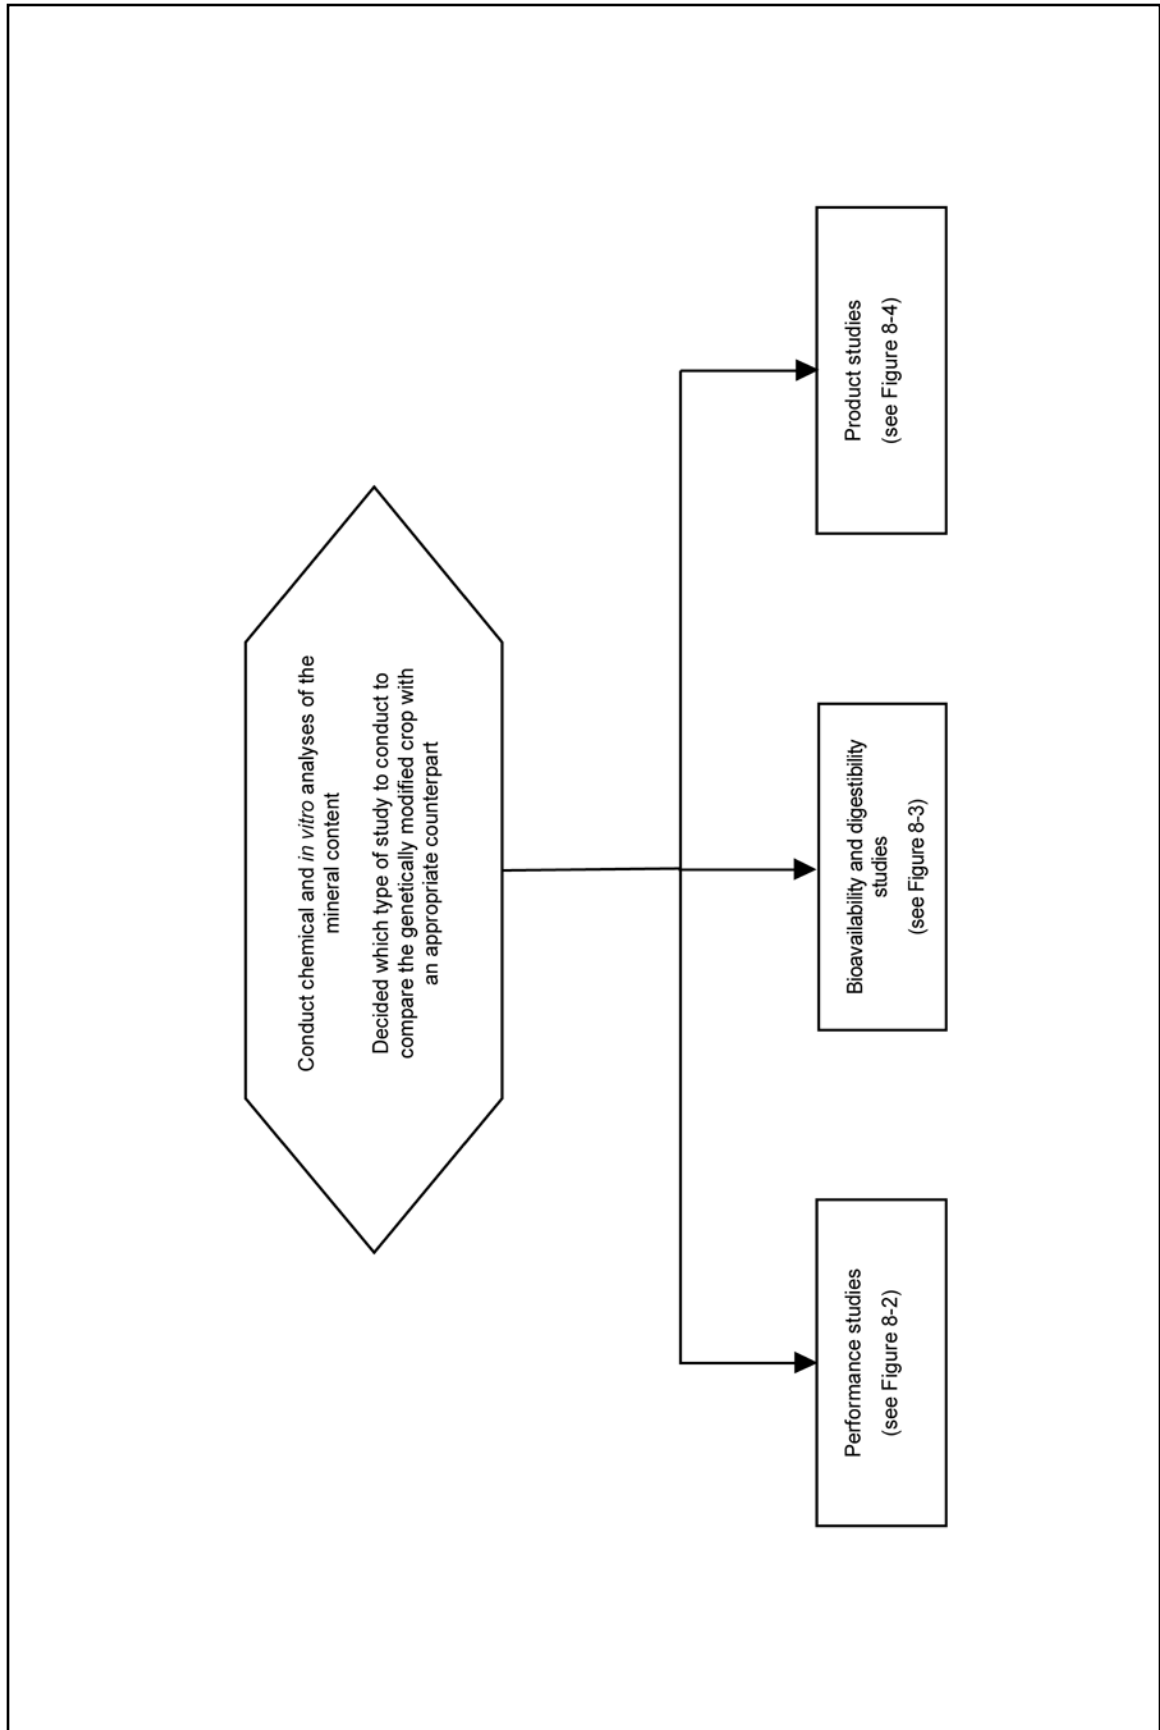 Conduct chemical and in vitro analyses of the
mineral content
Decided which type of study to conduct to
compare the genetically modified crop with
an appropriate counterpart
Performance studies
(see Figure 8-2)
Bioavailability and digestibility
studies
(see Figure 8-3)
Product studies
(see Figure 8-4)